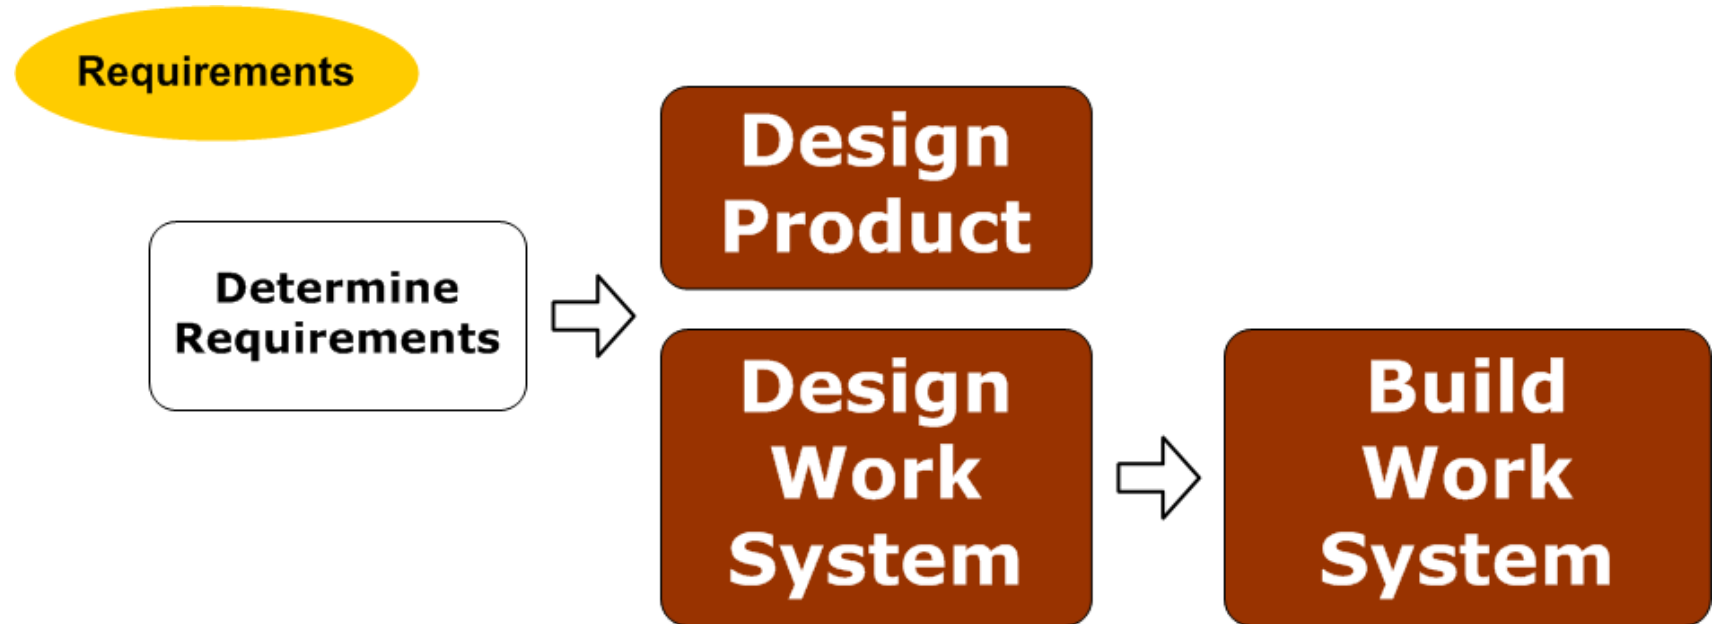 Requirements
Determine
Requirements
Design
Product
Design
Work
System
Build
Work
System